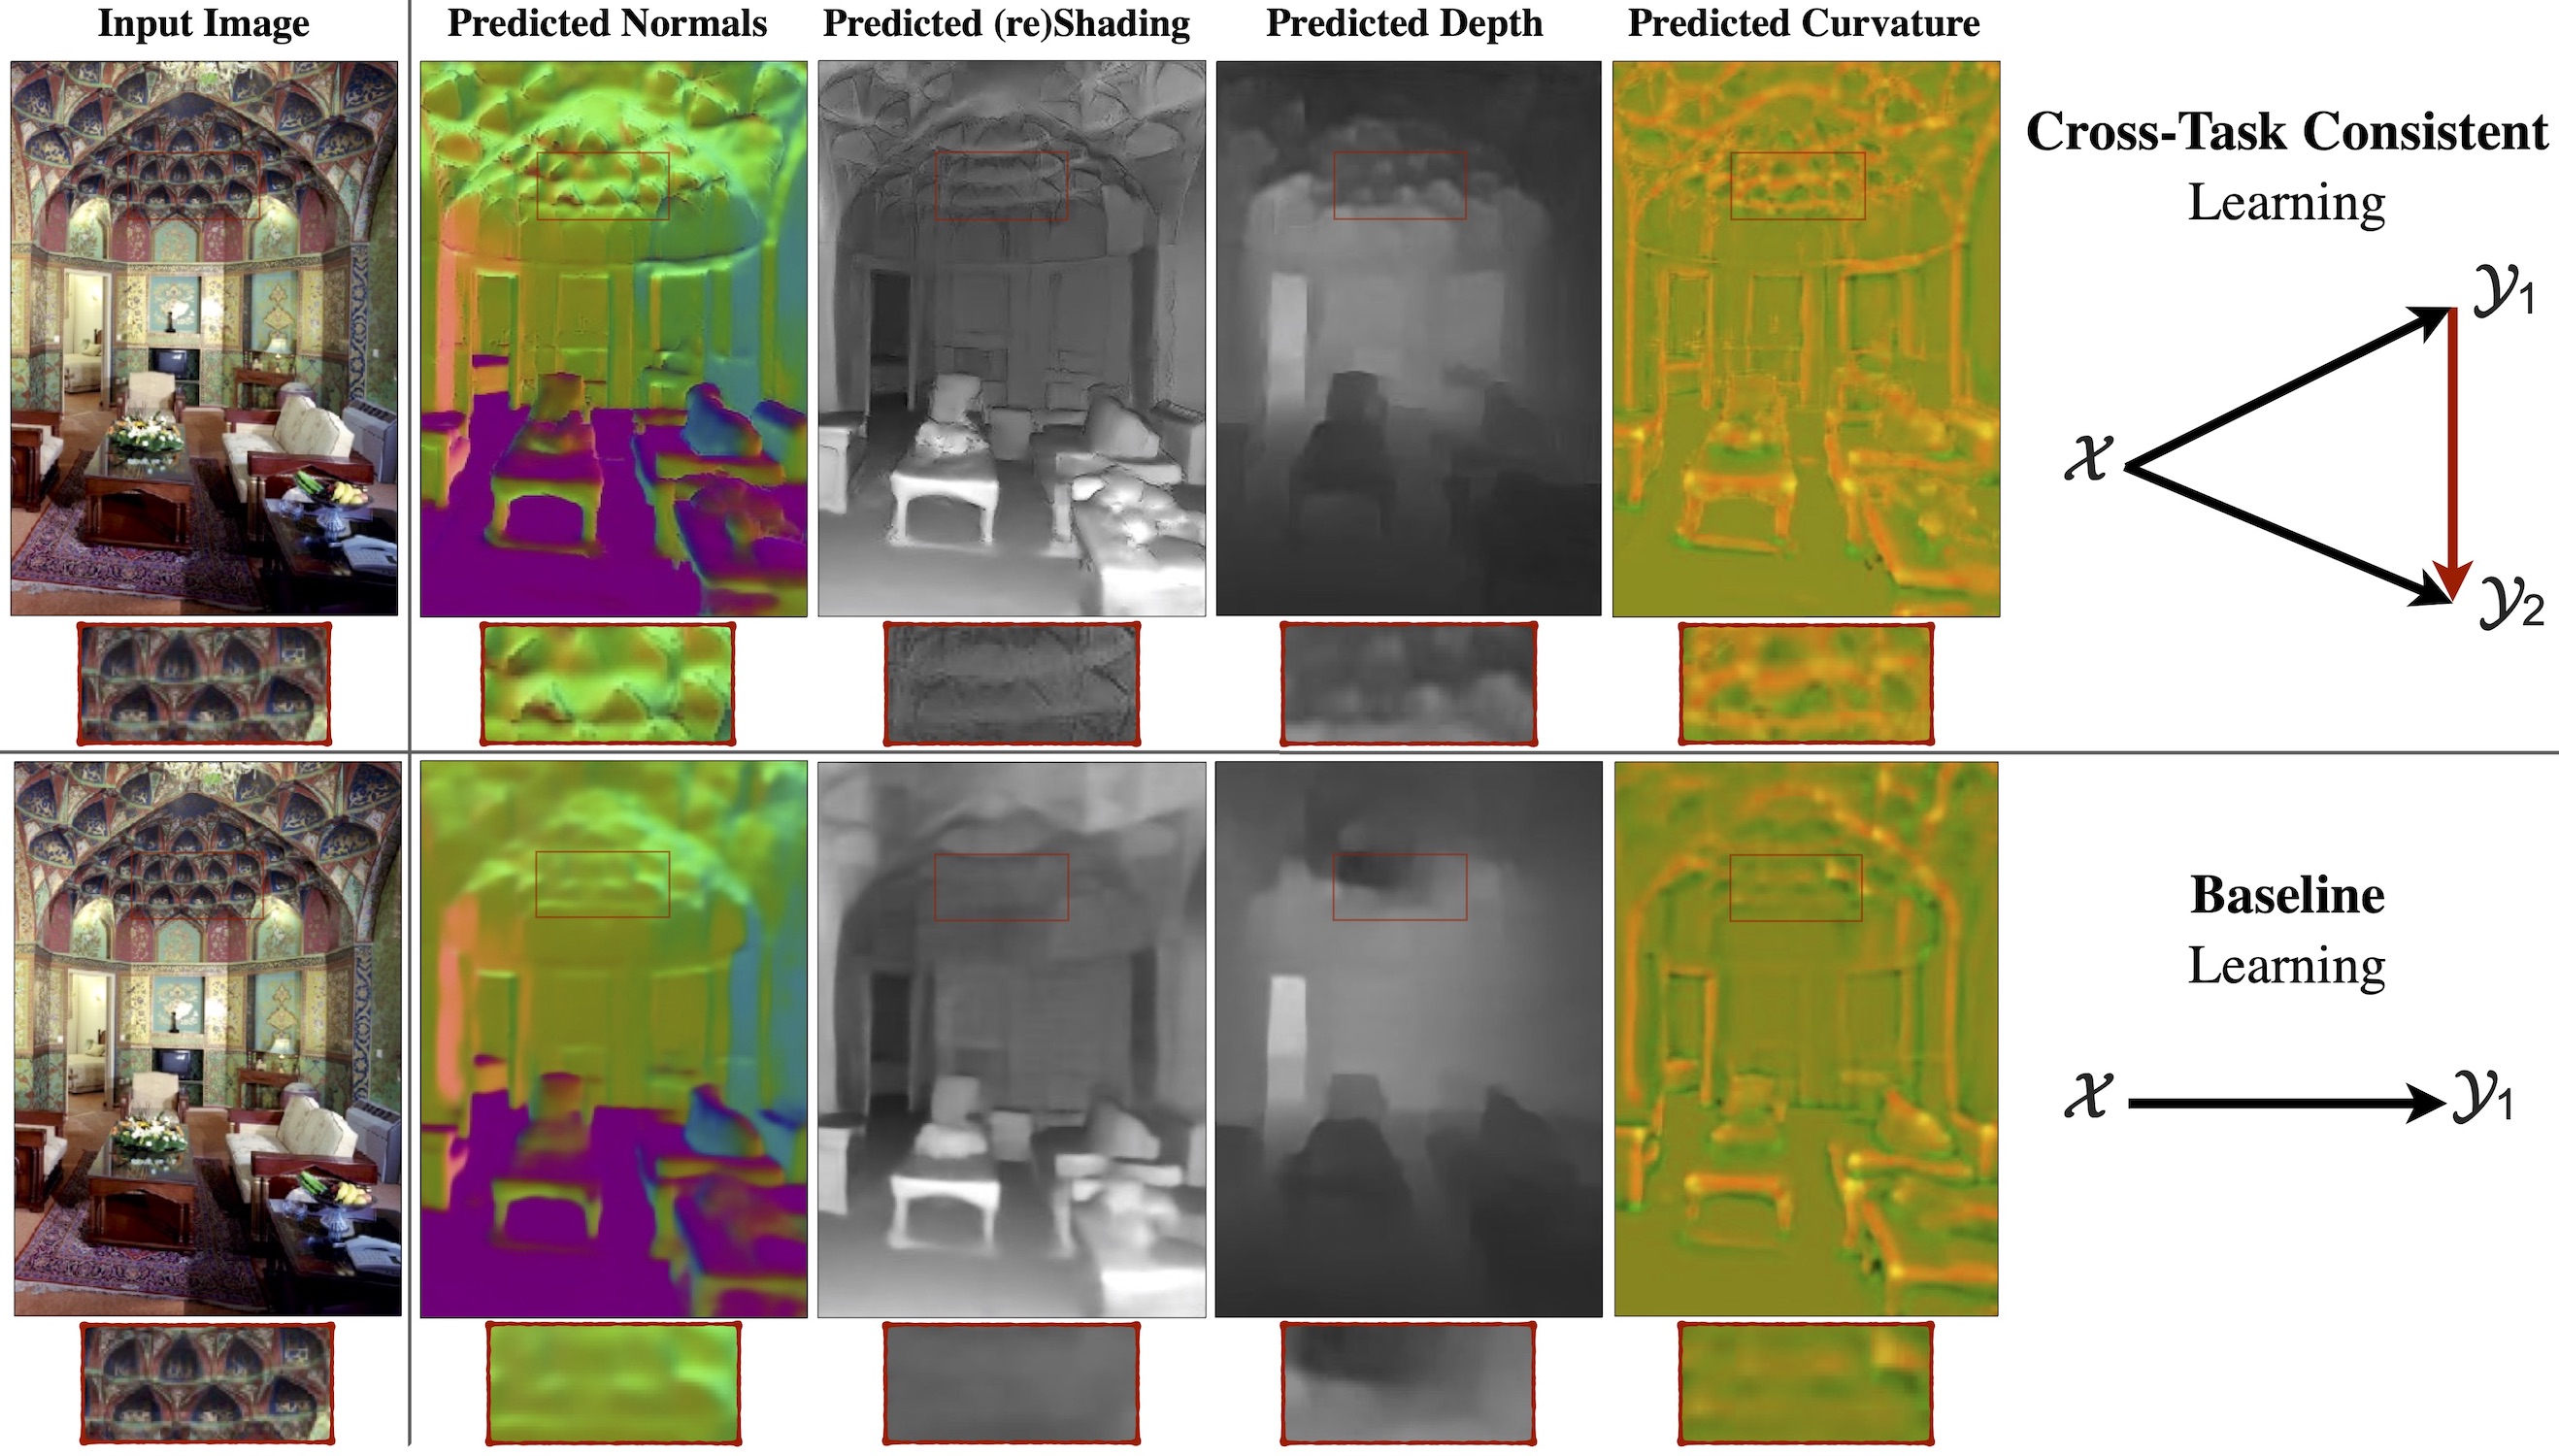 Input Image
Predicted Normals
Predicted (re)Shading
Predicted Depth
Predicted Curvature
Cross-Task Consistent
Learning
𝒳
𝒴1
𝒴2
Baseline
Learning
𝒳
𝒴1